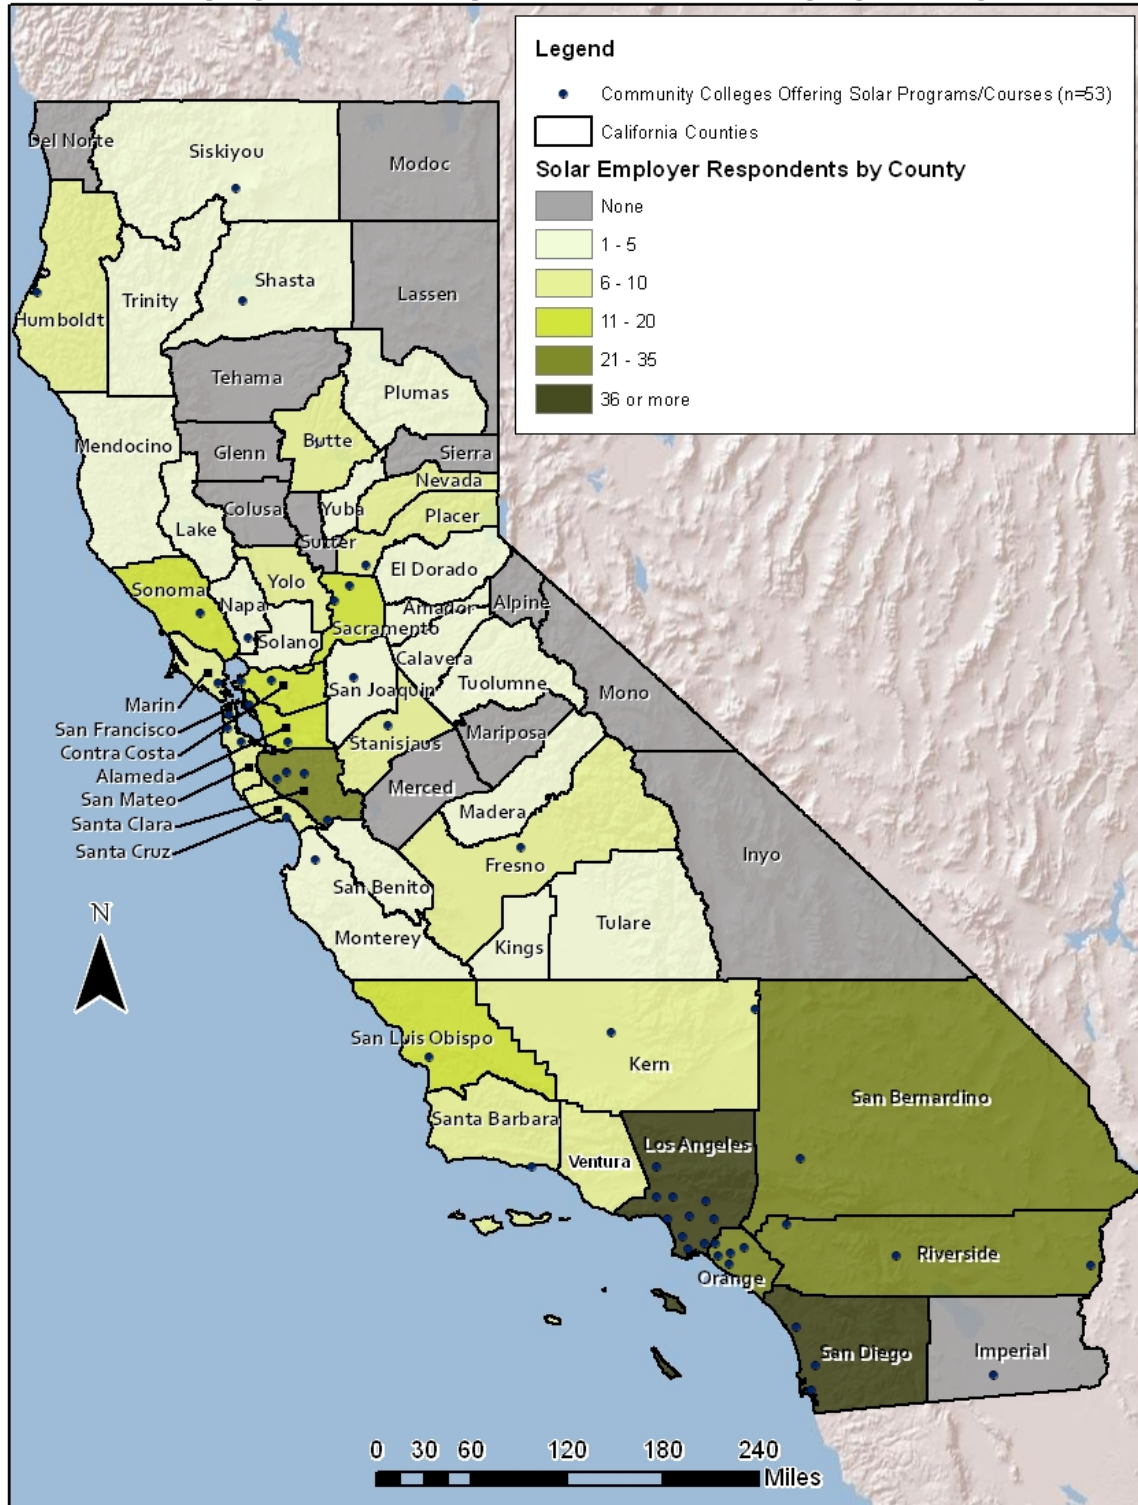 Legend
Community Colleges Offering Solar Programs/Courses (n=53)
California Counties
Solar Employer Respondents by County
None
1 - 5
6 - 10
11 - 20
21 - 35
36 or more
Del Norte
Siskiyou
Modoc
Shasta
Trinity
Lassen
Humboldt
Tehama
Plumas
Mendocino
Butte
Glenn
Sierra
Nevada
Colusa
Yuba
Placer
Lake
Sutter
El Dorado
Yolo
Sonoma
Napa
Alpine
Amador
Sacramento
Solano
Calavera
Tuolumne
San Joaquin
Mono
Marin
San Francisco
Mariposa
Stanislaus
Contra Costa
Alameda
Merced
San Mateo
Madera
Santa Clara
Santa Cruz
Inyo
Fresno
San Benito
N
Tulare
Monterey
Kings
San Luis Obispo
Kern
San Bernardino
Santa Barbara
Los Angeles
Ventura
Riverside
Orange
San Diego
Imperial
0 30 60 120 180 240
Miles